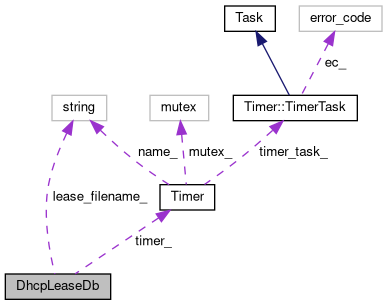 Task
error_code
ec_
string
mutex
Timer::TimerTask
name_
mutex_
timer_task_
lease_filename_
Timer
timer_
DhcpLeaseDb